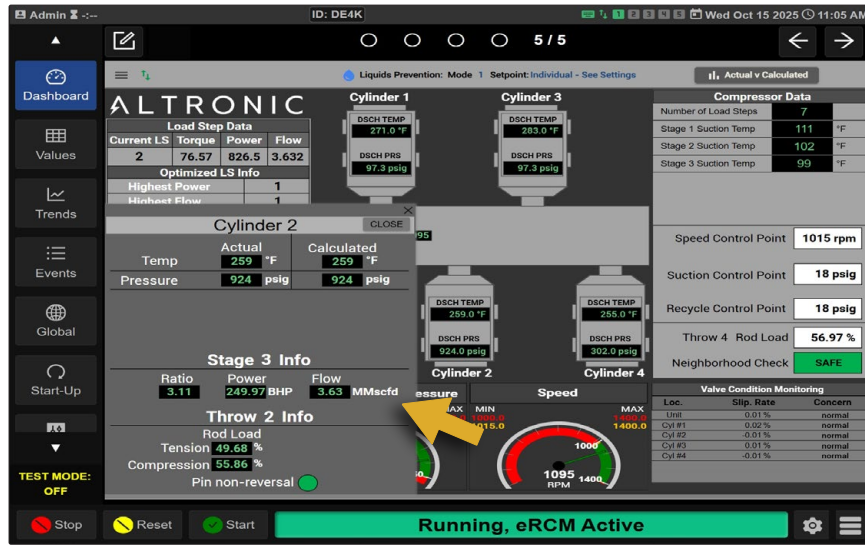 Admin -:--
ID: DE4K
1 2 3 4 5 Wed Oct 15 2025 11:05 AM
5 / 5
Dashboard
Values
Trends
Events
Global
Start-Up
TEST MODE:
OFF
Liquids Prevention: Mode 1 Setpoint: Individual - See Settings
Actual v Calculated
ALTRONIC
Load Step Data
Current LS Torque Power Flow
2 76.57 826.5 3.632
Optimized LS Info
Highest Power 1
Highest Flow 1
Cylinder 1
DSCH TEMP
271.0 °F
DSCH PRS
97.3 psig
Cylinder 3
DSCH TEMP
283.0 °F
DSCH PRS
97.3 psig
95
Compressor Data
Number of Load Steps 7
Stage 1 Suction Temp 111 °F
Stage 2 Suction Temp 102 °F
Stage 3 Suction Temp 99 °F
Speed Control Point 1015 rpm
Suction Control Point 18 psig
Recycle Control Point 18 psig
Throw 4 Rod Load 56.97 %
Neighborhood Check SAFE
Cylinder 2
CLOSE
Actual Calculated
Temp 259 °F 259 °F
Pressure 924 psig 924 psig
Stage 3 Info
Ratio Power Flow
3.11 249.97 BHP 3.63 MMscfd
Throw 2 Info
Rod Load
Tension 49.68 %
Compression 55.86 %
Pin non-reversal
DSCH TEMP
259.0 °F
DSCH PRS
924.0 psig
Cylinder 2
DSCH TEMP
255.0 °F
DSCH PRS
302.0 psig
Cylinder 4
essure
MAX
Speed
MIN MAX
1000.0 1400.0
1015.0 1400.0
1000
1400
1095
RPM
Valve Condition Monitoring
Loc. Slip. Rate Concern
Unit 0.01 % normal
Cyl #1 0.02 % normal
Cyl #2 -0.01 % normal
Cyl #3 0.01 % normal
Cyl #4 -0.01 % normal
Stop
Reset
Start
Running, eRCM Active